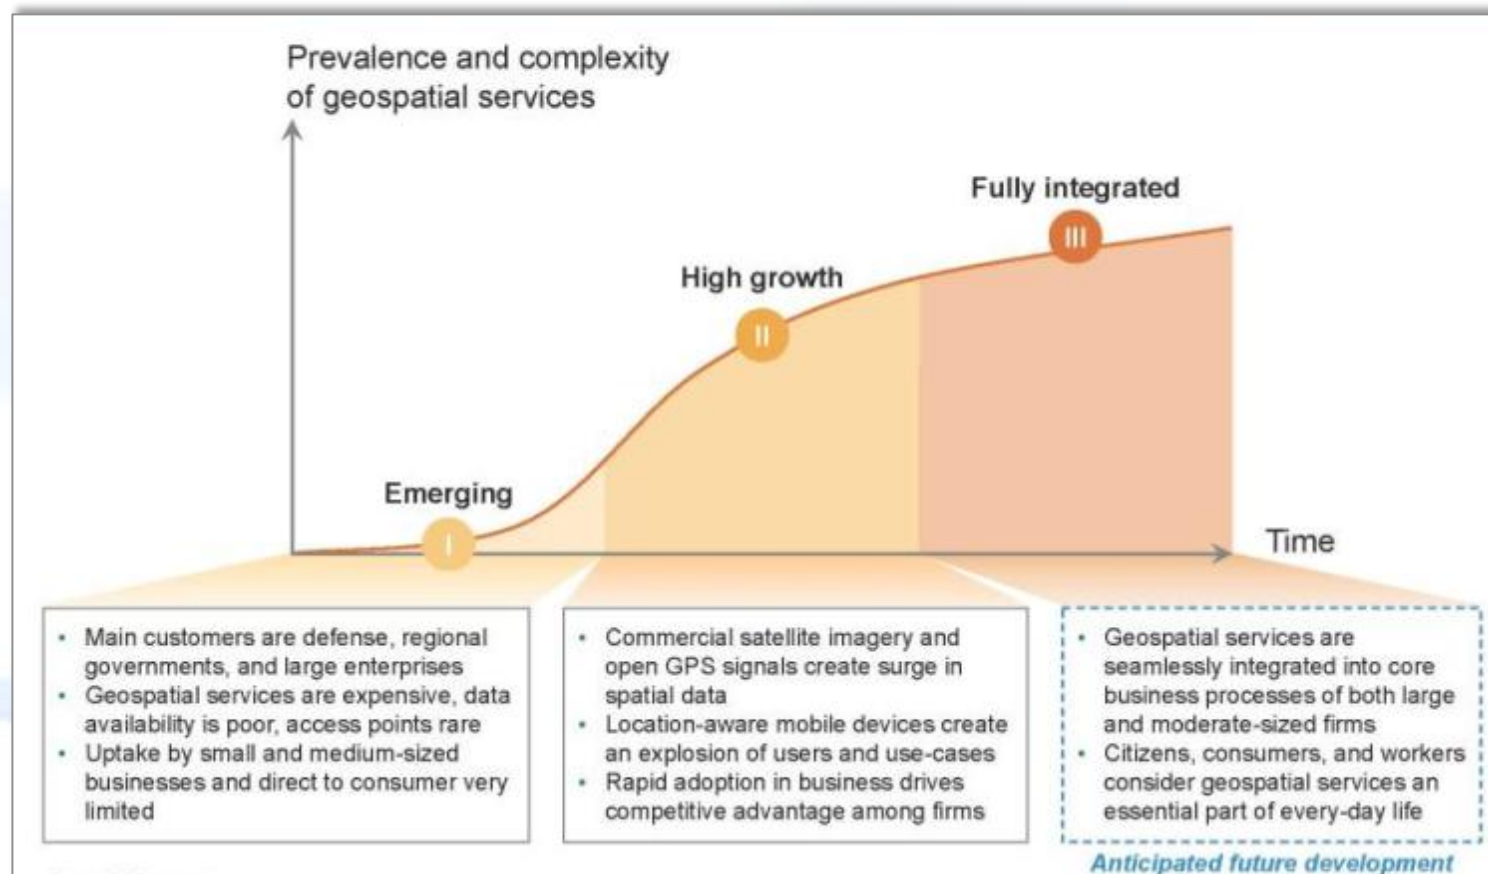 Prevalence and complexity
of geospatial services
Fully integrated
III
High growth
II
Emerging
I
Time
• Main customers are defense, regional
governments, and large enterprises
• Geospatial services are expensive, data
availability is poor, access points rare
• Uptake by small and medium-sized
businesses and direct to consumer very
limited
• Commercial satellite imagery and
open GPS signals create surge in
spatial data
• Location-aware mobile devices create
an explosion of users and use-cases
• Rapid adoption in business drives
competitive advantage among firms
• Geospatial services are
seamlessly integrated into core
business processes of both large
and moderate-sized firms
• Citizens, consumers, and workers
consider geospatial services an
essential part of every-day life
Anticipated future development